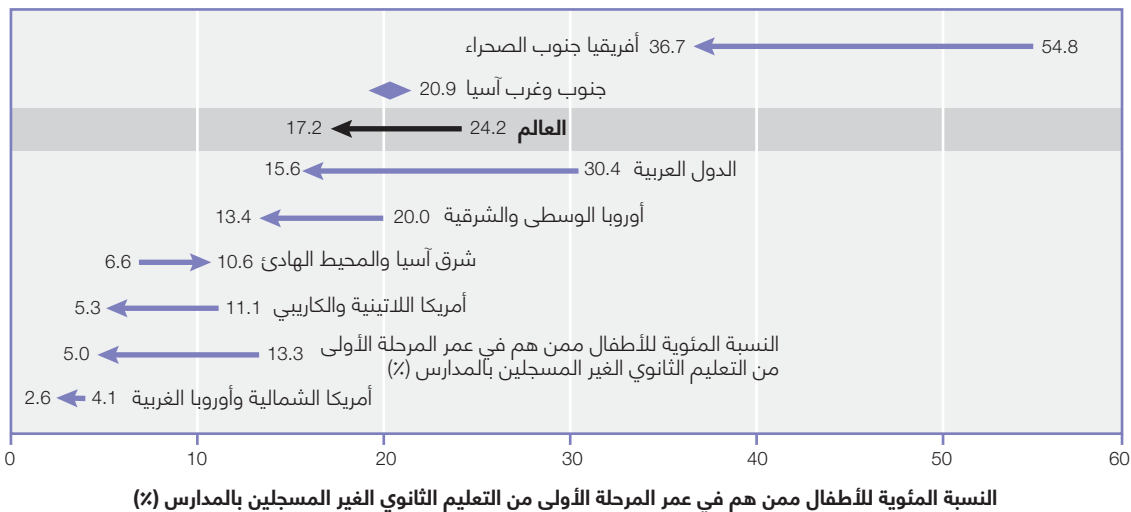 54.8 36.7 أفريقيا جنوب الصحراء
20.9 جنوب وغرب آسيا
العالم 24.2 17.2
الدول العربية 30.4 15.6
أوروبا الوسطى والشرقية 20.0 13.4
شرق آسيا والمحيط الهادئ 10.6 6.6
أمريكا اللاتينية والكاريبي 11.1 5.3
النسبة المئوية للأطفال ممن هم في عمر المرحلة الأولى 13.3 5.0
من التعليم الثانوي الغير المسجلين بالمدارس (٪)
أمريكا الشمالية وأوروبا الغربية 4.1 2.6
0 10 20 30 40 50 60
النسبة المئوية للأطفال ممن هم في عمر المرحلة الأولى من التعليم الثانوي الغير المسجلين بالمدارس (٪)